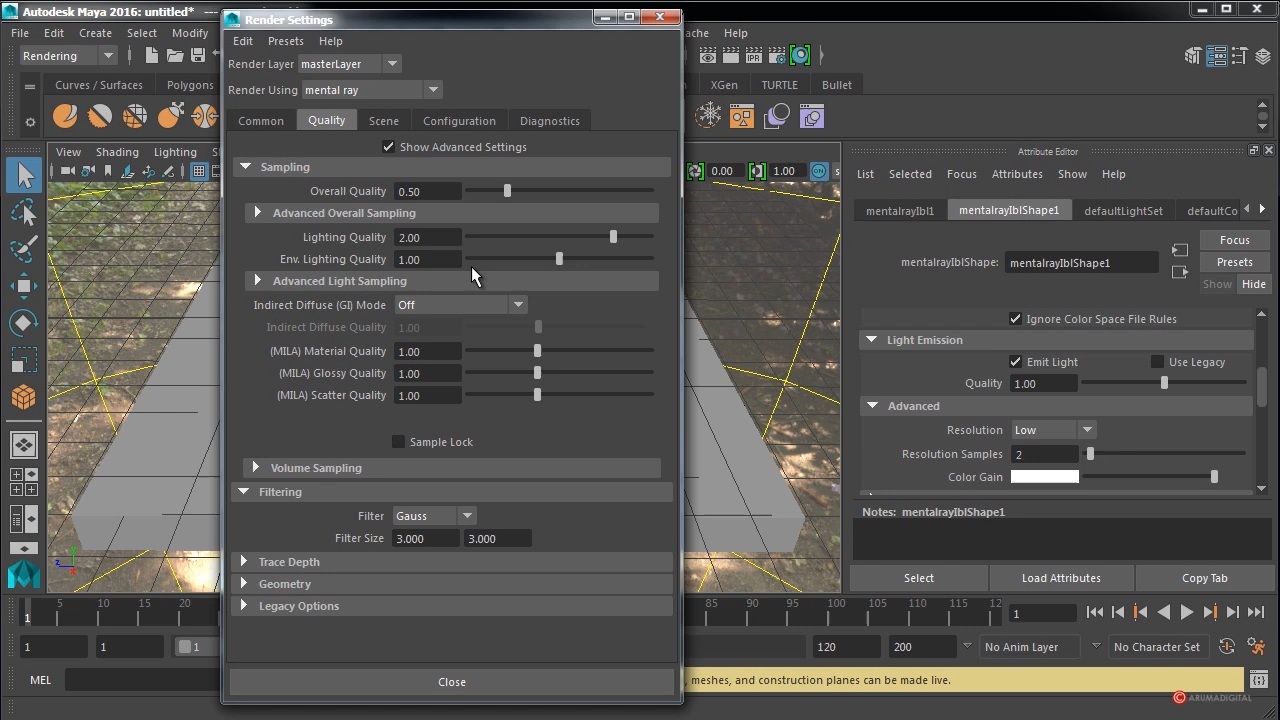 Autodesk Maya 2016: untitled* ---
Render Settings
File Edit Create Select Modify
Edit Presets Help
ache Help
Rendering
Render Layer masterLayer
IPR
Render Using mental ray
Curves / Surfaces Polygons
XGen TURTLE Bullet
Common Quality Scene Configuration Diagnostics
Show Advanced Settings
View Shading Lighting
Sampling
0.00 1.00 ON
Overall Quality 0.50
Advanced Overall Sampling
Lighting Quality 2.00
Env. Lighting Quality 1.00
Advanced Light Sampling
Indirect Diffuse (GI) Mode Off
Indirect Diffuse Quality 1.00
(MILA) Material Quality 1.00
(MILA) Glossy Quality 1.00
(MILA) Scatter Quality 1.00
Sample Lock
Volume Sampling
Filtering
Filter Gauss
Filter Size 3.000 3.000
Trace Depth
Geometry
Legacy Options
Close
Attribute Editor
List Selected Focus Attributes Show Help
mentalrayIbl1 mentalrayIblShape1 defaultLightSet defaultCo
Focus
mentalrayIblShape: mentalrayIblShape1
Presets
Show Hide
Ignore Color Space File Rules
Light Emission
Emit Light Use Legacy
Quality 1.00
Advanced
Resolution Low
Resolution Samples 2
Color Gain
Notes: mentalrayIblShape1
Select Load Attributes Copy Tab
z y x
1 5 10 15 20
85 90 95 100 105 110 115 12
1
1 1 1
120 200 No Anim Layer No Character Set
MEL
, meshes, and construction planes can be made live.
© ARUMADIGITAL